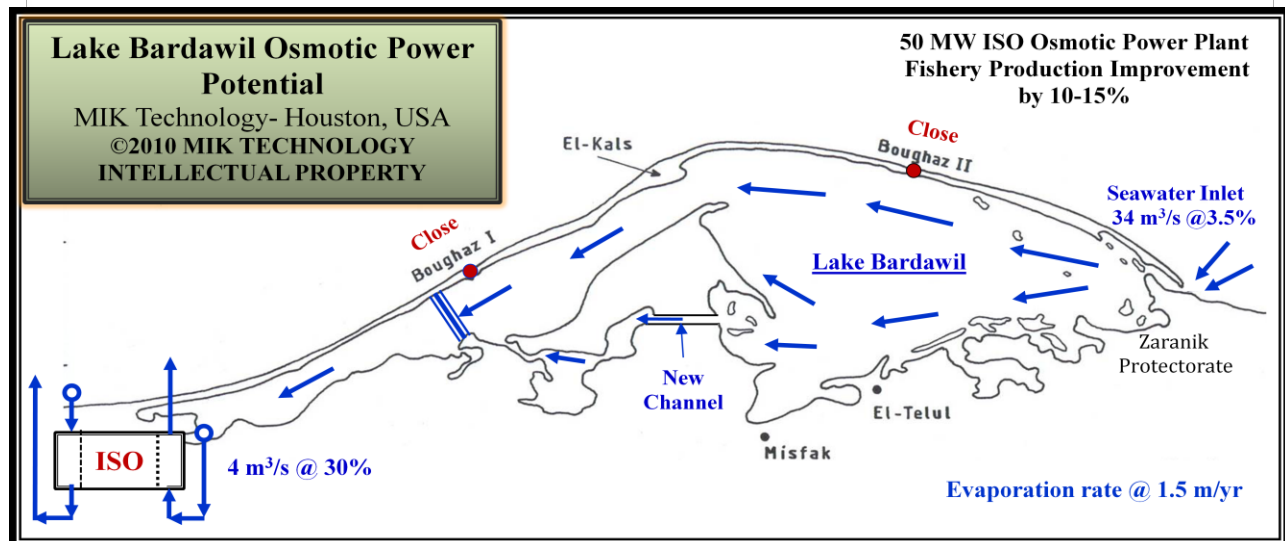 Lake Bardawil Osmotic Power
Potential
MIK Technology- Houston, USA
©2010 MIK TECHNOLOGY
INTELLECTUAL PROPERTY
50 MW ISO Osmotic Power Plant
Fishery Production Improvement
by 10-15%
Close
Boughaz II
El-Kals
Seawater Inlet
34 m³/s @3.5%
Close
Boughaz I
Lake Bardawil
Zaranik
Protectorate
New
Channel
El-Telul
Misfak
ISO
4 m³/s @ 30%
Evaporation rate @ 1.5 m/yr